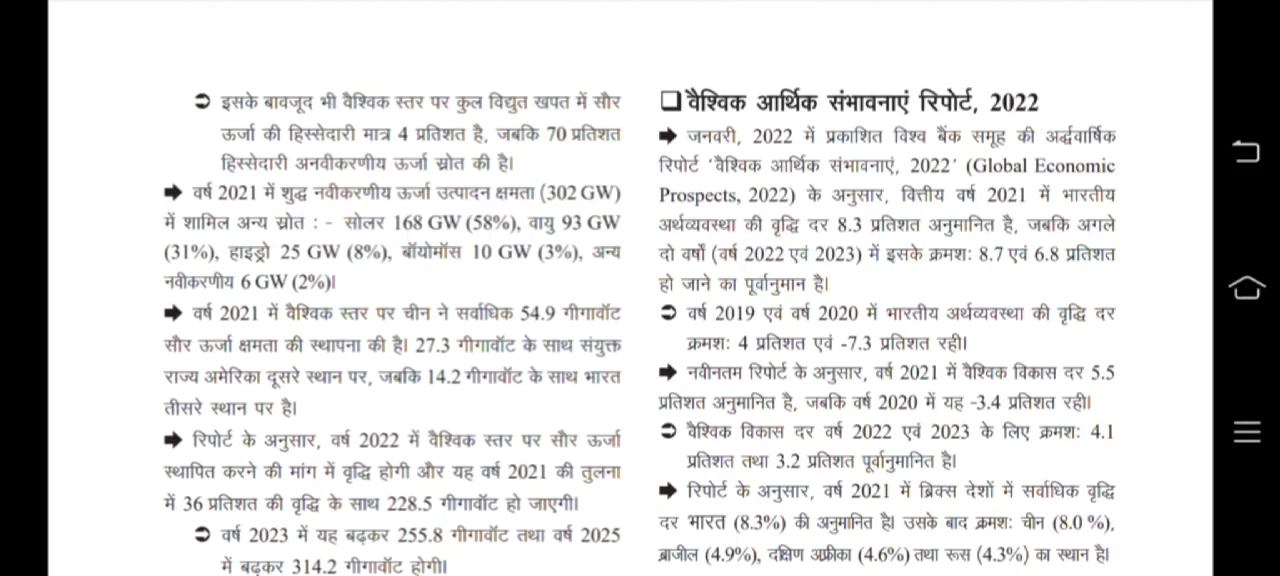 ➲ इसके बावजूद भी वैश्विक स्तर पर कुल विद्युत खपत में सौर
ऊर्जा की हिस्सेदारी मात्र 4 प्रतिशत है, जबकि 70 प्रतिशत
हिस्सेदारी अनवीकरणीय ऊर्जा स्रोत की है।
➡ वर्ष 2021 में शुद्ध नवीकरणीय ऊर्जा उत्पादन क्षमता (302 GW)
में शामिल अन्य स्रोत : - सोलर 168 GW (58%), वायु 93 GW
(31%), हाइड्रो 25 GW (8%), बॉयोमॉस 10 GW (3%), अन्य
नवीकरणीय 6 GW (2%)।
➡ वर्ष 2021 में वैश्विक स्तर पर चीन ने सर्वाधिक 54.9 गीगावॉट
सौर ऊर्जा क्षमता की स्थापना की है। 27.3 गीगावॉट के साथ संयुक्त
राज्य अमेरिका दूसरे स्थान पर, जबकि 14.2 गीगावॉट के साथ भारत
तीसरे स्थान पर है।
➡ रिपोर्ट के अनुसार, वर्ष 2022 में वैश्विक स्तर पर सौर ऊर्जा
स्थापित करने की मांग में वृद्धि होगी और यह वर्ष 2021 की तुलना
में 36 प्रतिशत की वृद्धि के साथ 228.5 गीगावॉट हो जाएगी।
➲ वर्ष 2023 में यह बढ़कर 255.8 गीगावॉट तथा वर्ष 2025
में बढ़कर 314.2 गीगावॉट होगी।
❑ वैश्विक आर्थिक संभावनाएं रिपोर्ट, 2022
➡ जनवरी, 2022 में प्रकाशित विश्व बैंक समूह की अर्द्धवार्षिक
रिपोर्ट 'वैश्विक आर्थिक संभावनाएं, 2022' (Global Economic
Prospects, 2022) के अनुसार, वित्तीय वर्ष 2021 में भारतीय
अर्थव्यवस्था की वृद्धि दर 8.3 प्रतिशत अनुमानित है, जबकि अगले
दो वर्षों (वर्ष 2022 एवं 2023) में इसके क्रमश: 8.7 एवं 6.8 प्रतिशत
हो जाने का पूर्वानुमान है।
➲ वर्ष 2019 एवं वर्ष 2020 में भारतीय अर्थव्यवस्था की वृद्धि दर
क्रमश: 4 प्रतिशत एवं -7.3 प्रतिशत रही।
➡ नवीनतम रिपोर्ट के अनुसार, वर्ष 2021 में वैश्विक विकास दर 5.5
प्रतिशत अनुमानित है, जबकि वर्ष 2020 में यह -3.4 प्रतिशत रही।
➲ वैश्विक विकास दर वर्ष 2022 एवं 2023 के लिए क्रमश: 4.1
प्रतिशत तथा 3.2 प्रतिशत पूर्वानुमानित है।
➡ रिपोर्ट के अनुसार, वर्ष 2021 में ब्रिक्स देशों में सर्वाधिक वृद्धि
दर भारत (8.3%) की अनुमानित है। उसके बाद क्रमश: चीन (8.0 %),
ब्राजील (4.9%), दक्षिण अफ्रीका (4.6%) तथा रूस (4.3%) का स्थान है।